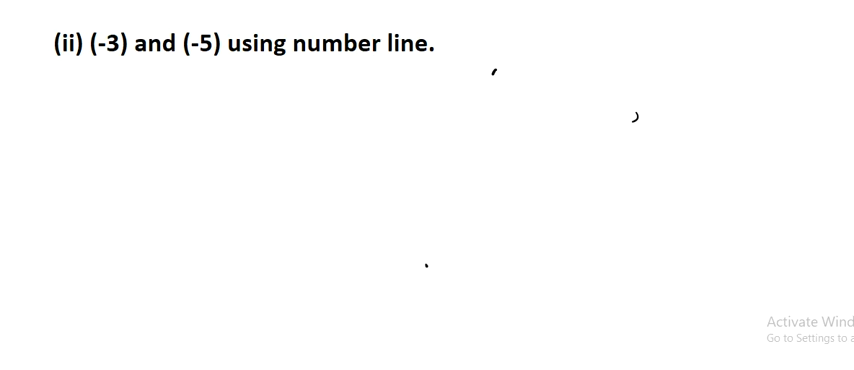 (ii) (-3) and (-5) using number line.
Activate Wind
Go to Settings to a